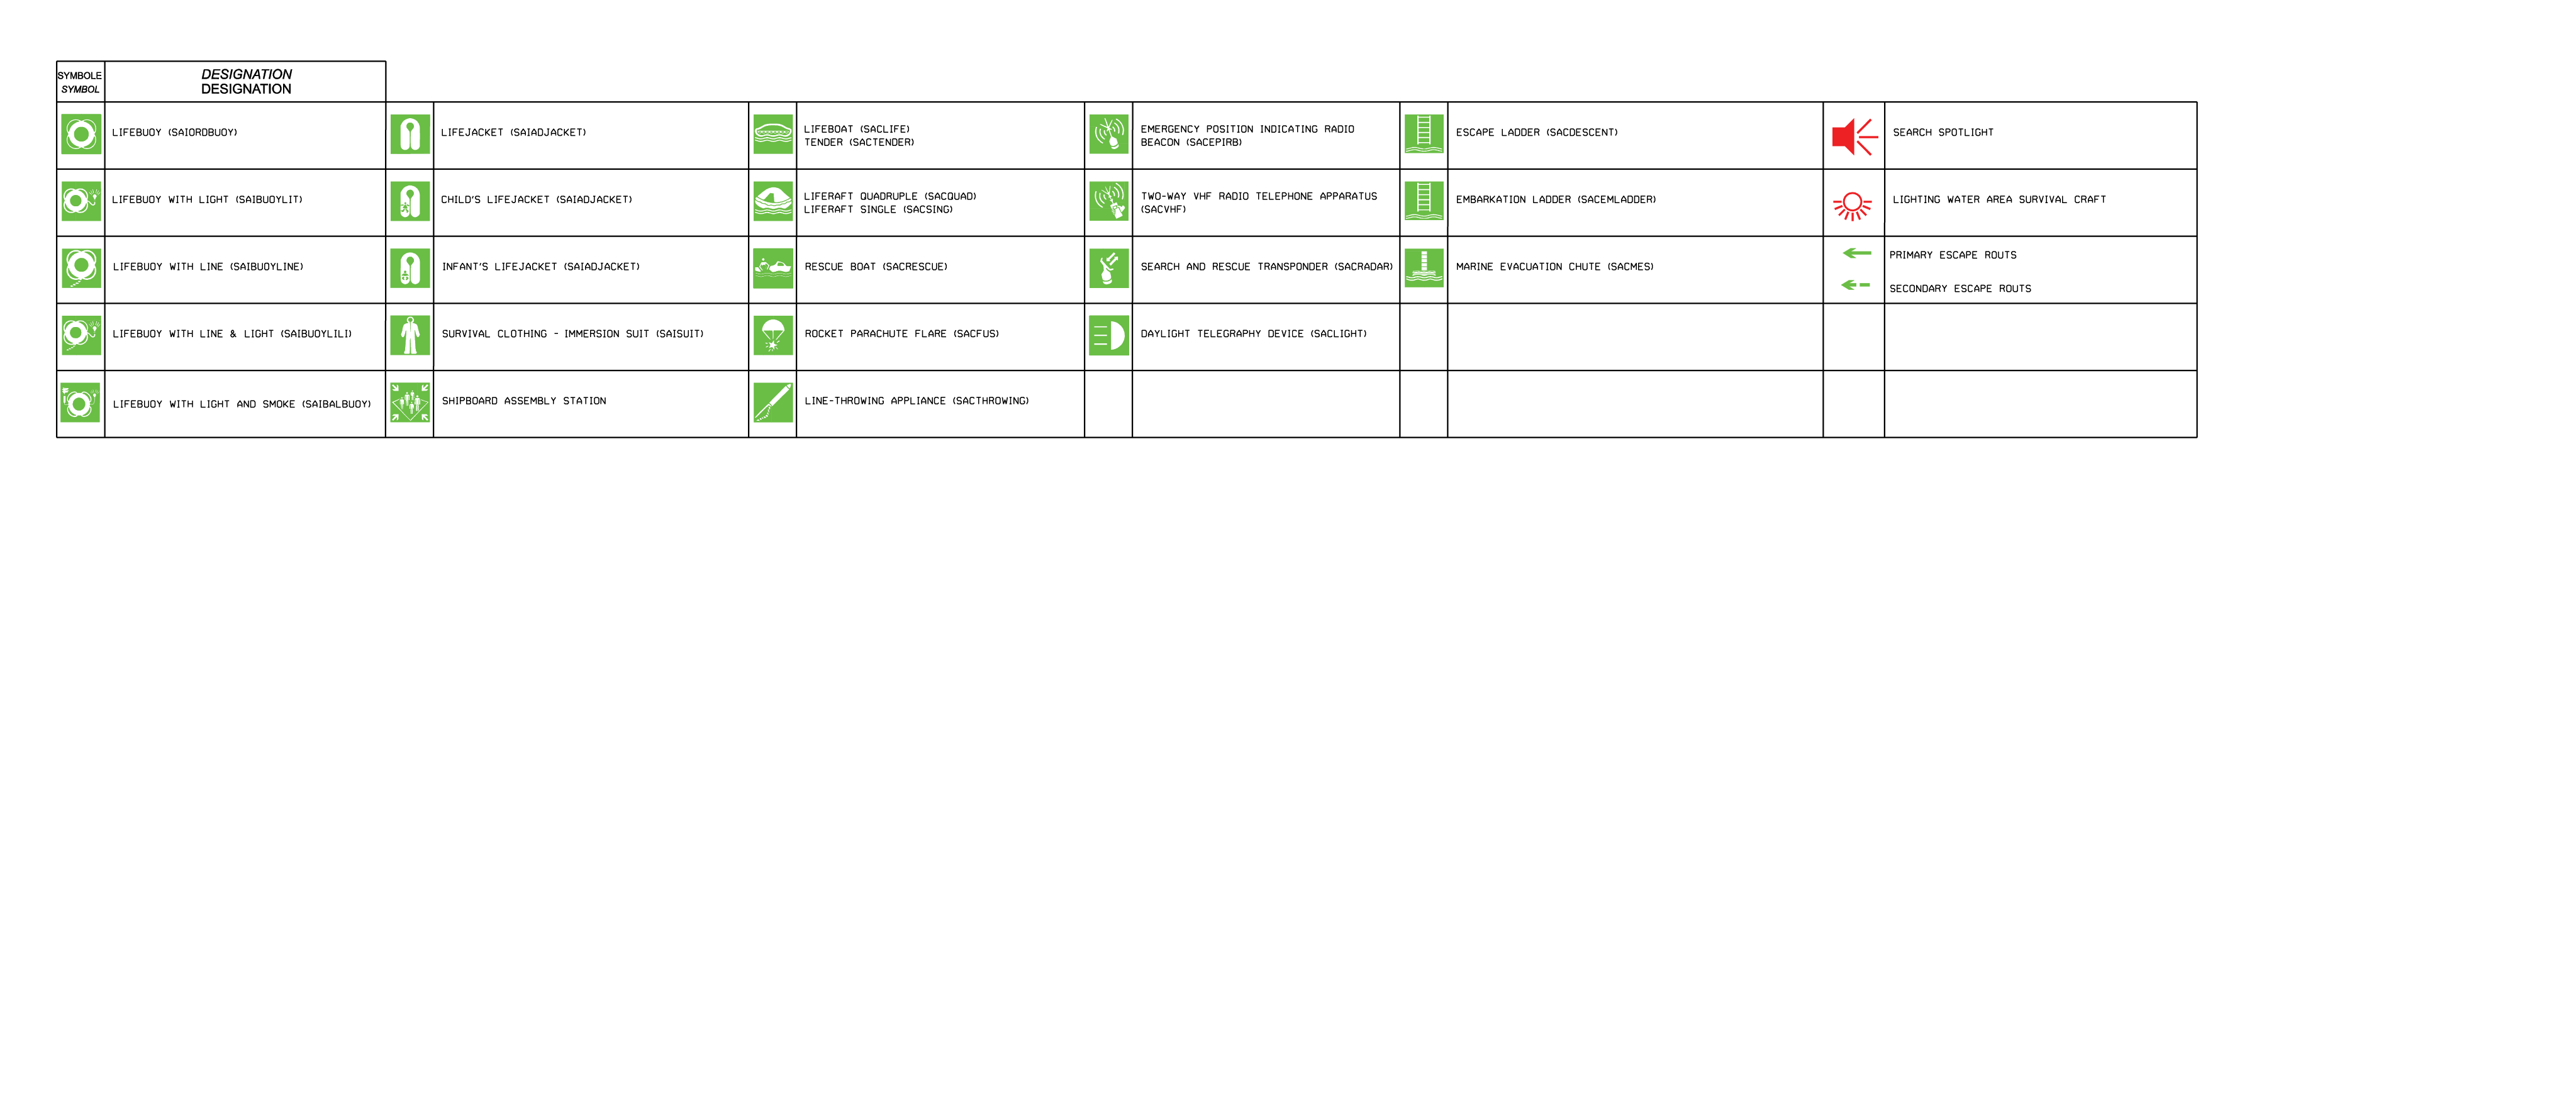 SYMBOLE
SYMBOL
DESIGNATION
DESIGNATION
LIFEBUOY (SAIORDBUOY)
LIFEJACKET (SAIADJACKET)
LIFEBOAT (SACLIFE)
TENDER (SACTENDER)
EMERGENCY POSITION INDICATING RADIO
BEACON (SACEPIRB)
ESCAPE LADDER (SACDESCENT)
SEARCH SPOTLIGHT
LIFEBUOY WITH LIGHT (SAIBUOYLIT)
CHILD'S LIFEJACKET (SAIADJACKET)
LIFERAFT QUADRUPLE (SACQUAD)
LIFERAFT SINGLE (SACSING)
TWO-WAY VHF RADIO TELEPHONE APPARATUS
(SACVHF)
EMBARKATION LADDER (SACEMLADDER)
LIGHTING WATER AREA SURVIVAL CRAFT
LIFEBUOY WITH LINE (SAIBUOYLINE)
INFANT'S LIFEJACKET (SAIADJACKET)
RESCUE BOAT (SACRESCUE)
SEARCH AND RESCUE TRANSPONDER (SACRADAR)
MARINE EVACUATION CHUTE (SACMES)
PRIMARY ESCAPE ROUTS
SECONDARY ESCAPE ROUTS
LIFEBUOY WITH LINE & LIGHT (SAIBUOYLILI)
SURVIVAL CLOTHING - IMMERSION SUIT (SAISUIT)
ROCKET PARACHUTE FLARE (SACFUS)
DAYLIGHT TELEGRAPHY DEVICE (SACLIGHT)
LIFEBUOY WITH LIGHT AND SMOKE (SAIBALBUOY)
SHIPBOARD ASSEMBLY STATION
LINE-THROWING APPLIANCE (SACTHROWING)